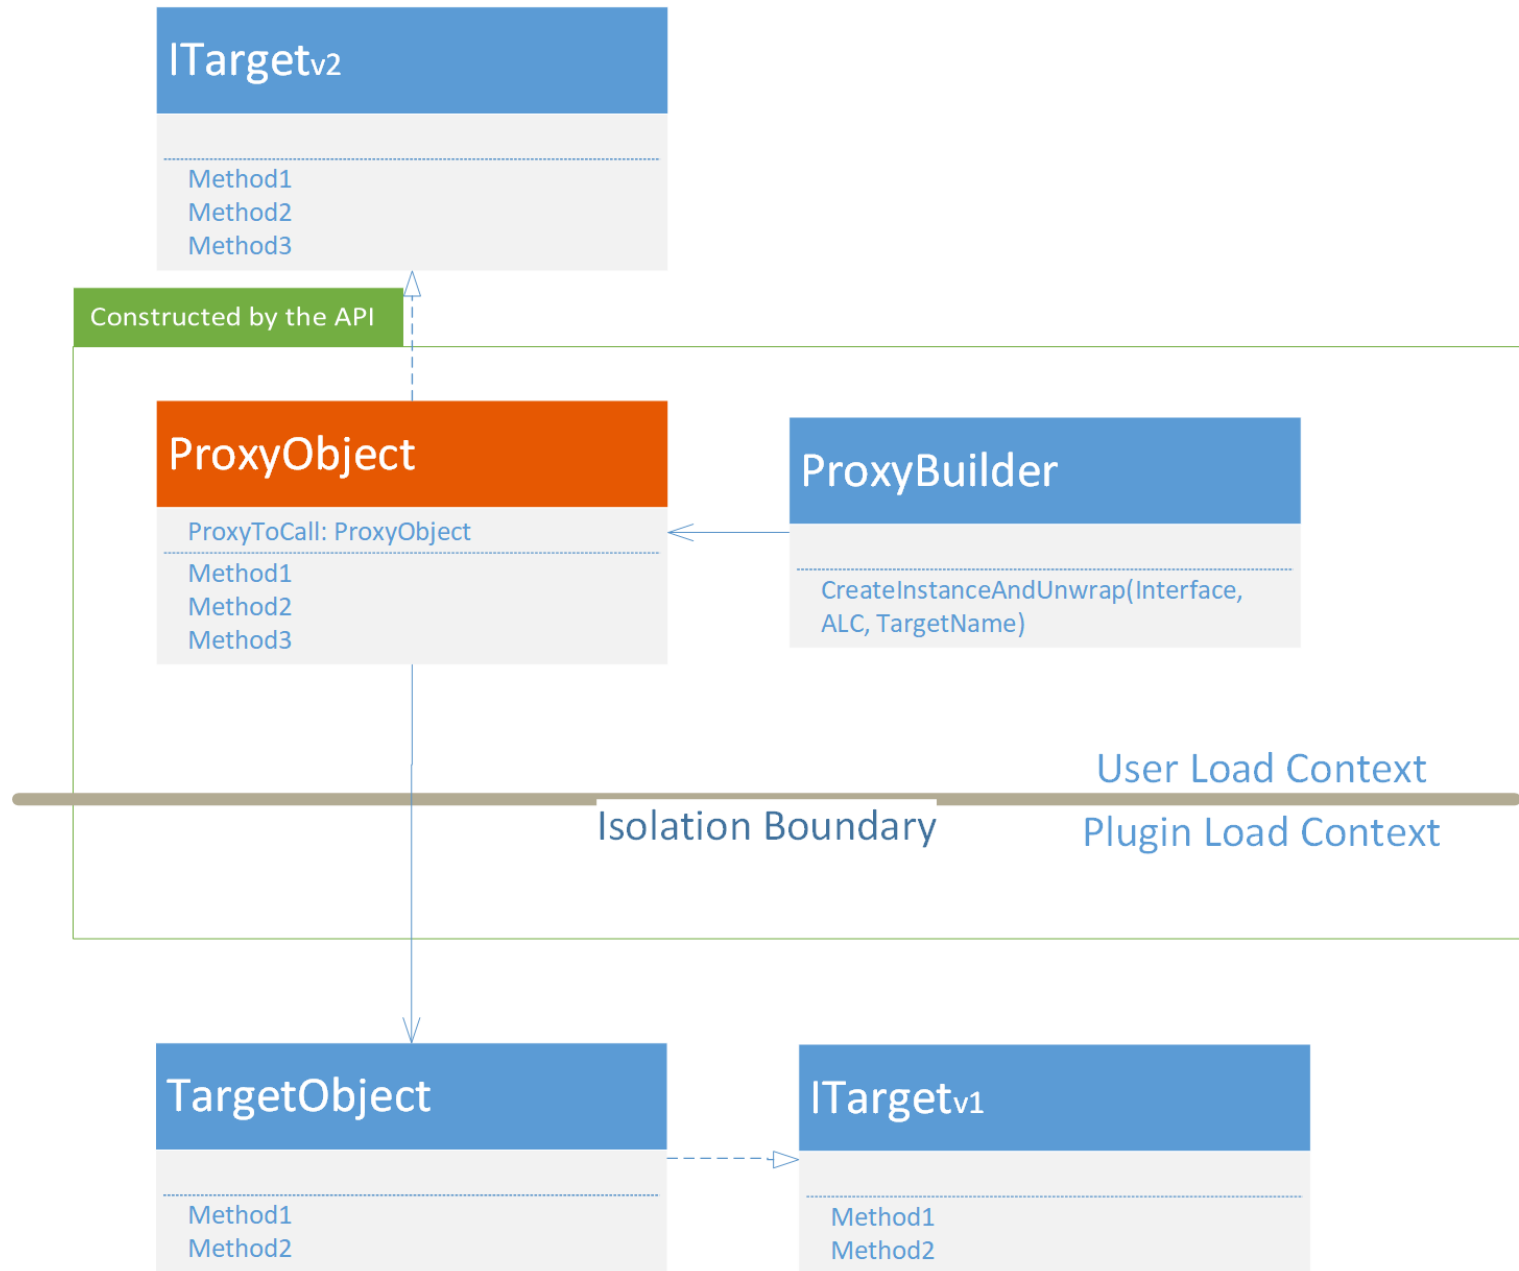 ITargetv2
Method1
Method2
Method3
Constructed by the API
ProxyObject
ProxyToCall: ProxyObject
Method1
Method2
Method3
ProxyBuilder
CreateInstanceAndUnwrap(Interface,
ALC, TargetName)
User Load Context
Isolation Boundary
Plugin Load Context
TargetObject
Method1
Method2
ITargetv1
Method1
Method2